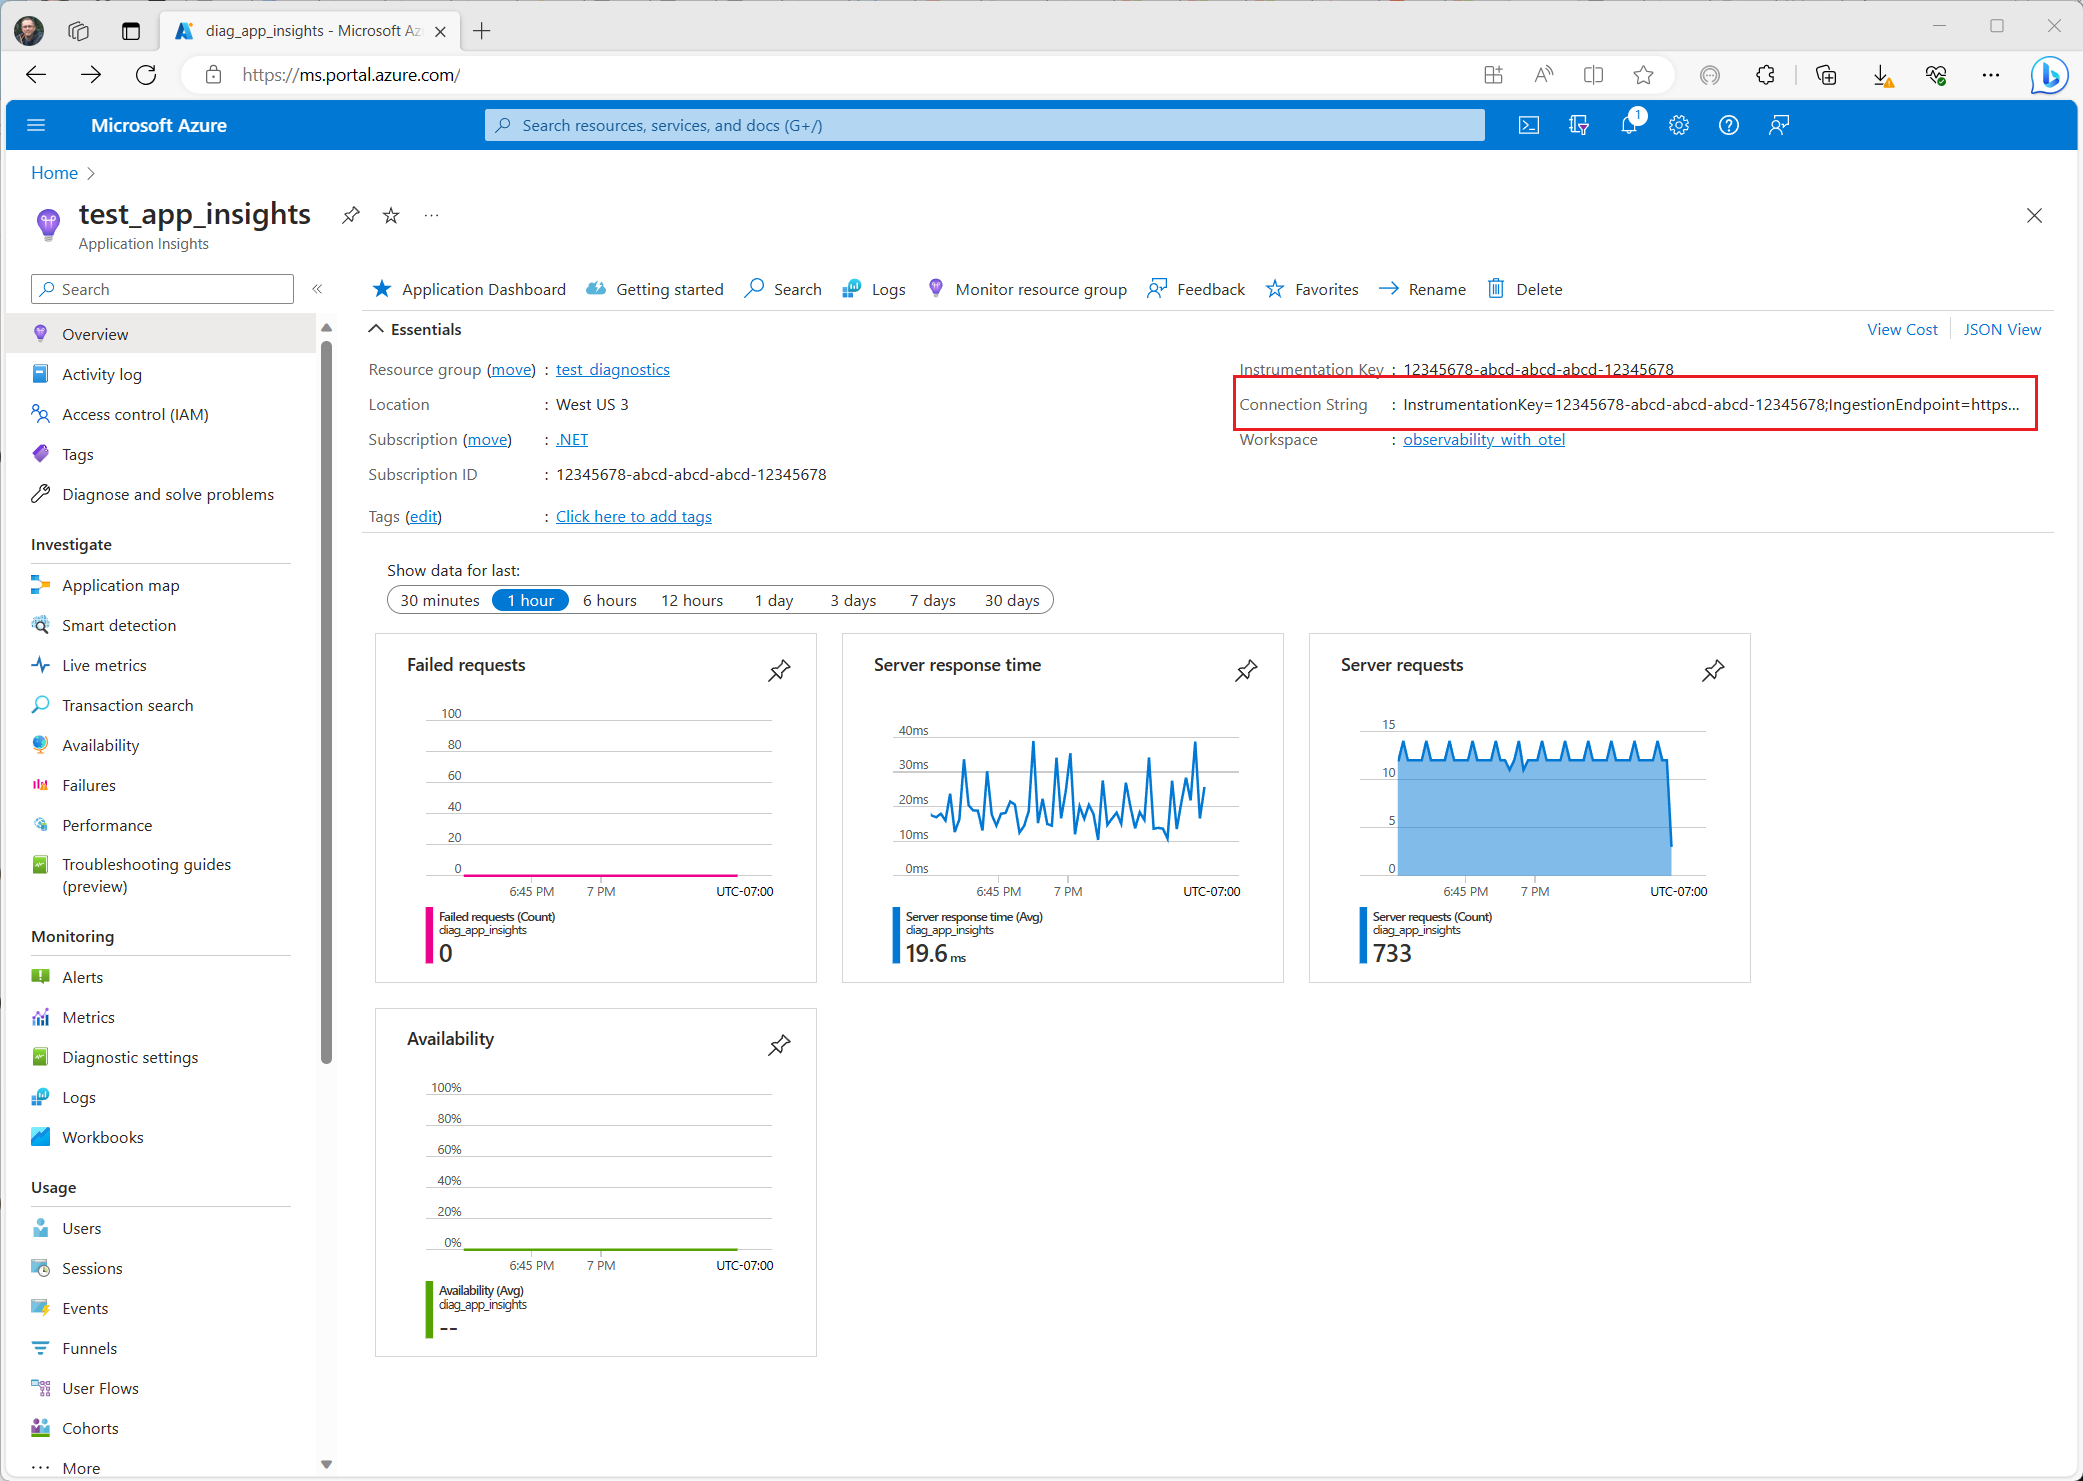 diag_app_insights - Microsoft Az
https://ms.portal.azure.com/
Microsoft Azure
Search resources, services, and docs (G+/)
1
Home
test_app_insights
Application Insights
Search
Application Dashboard
Getting started
Search
Logs
Monitor resource group
Feedback
Favorites
Rename
Delete
Overview
Activity log
Access control (IAM)
Tags
Diagnose and solve problems
Investigate
Application map
Smart detection
Live metrics
Transaction search
Availability
Failures
Performance
Troubleshooting guides
(preview)
Monitoring
Alerts
Metrics
Diagnostic settings
Logs
Workbooks
Usage
Users
Sessions
Events
Funnels
User Flows
Cohorts
More
Essentials
View Cost
JSON View
Resource group (move) : test_diagnostics
Location : West US 3
Subscription (move) : .NET
Subscription ID : 12345678-abcd-abcd-abcd-12345678
Tags (edit) : Click here to add tags
Instrumentation Key : 12345678-abcd-abcd-abcd-12345678
Connection String : InstrumentationKey=12345678-abcd-abcd-abcd-12345678;IngestionEndpoint=https...
Workspace : observability_with_otel
Show data for last:
30 minutes 1 hour 6 hours 12 hours 1 day 3 days 7 days 30 days
Failed requests
100
80
60
40
20
0
6:45 PM 7 PM UTC-07:00
Failed requests (Count)
diag_app_insights
0
Server response time
40ms
30ms
20ms
10ms
0ms
6:45 PM 7 PM UTC-07:00
Server response time (Avg)
diag_app_insights
19.6 ms
Server requests
15
10
5
0
6:45 PM 7 PM UTC-07:00
Server requests (Count)
diag_app_insights
733
Availability
100%
80%
60%
40%
20%
0%
6:45 PM 7 PM UTC-07:00
Availability (Avg)
diag_app_insights
--